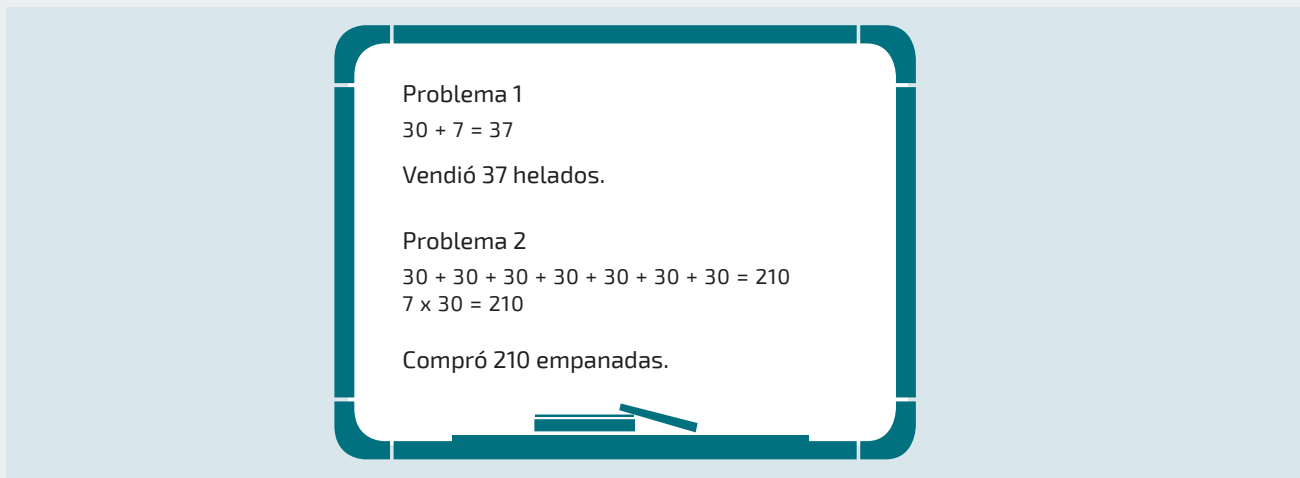 Problema 1
30 + 7 = 37
Vendió 37 helados.
Problema 2
30 + 30 + 30 + 30 + 30 + 30 + 30 = 210
7 x 30 = 210
Compró 210 empanadas.